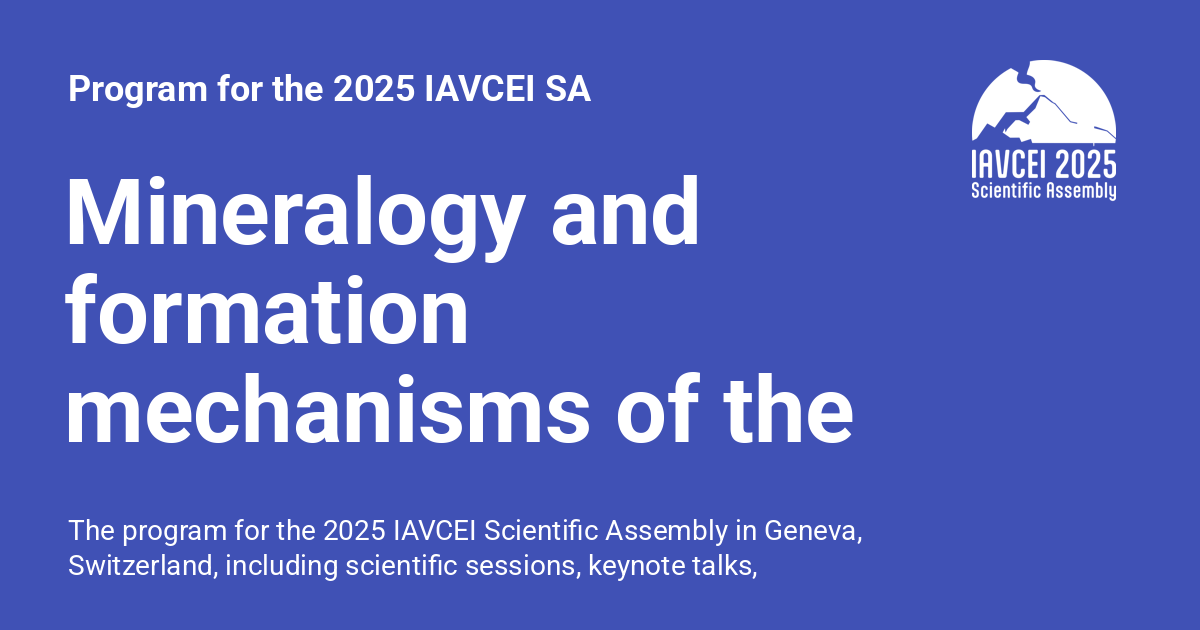 Program for the 2025 IAVCEI SA
IAVCEI 2025
Scientific Assembly
Mineralogy and
formation
mechanisms of the
The program for the 2025 IAVCEI Scientific Assembly in Geneva,
Switzerland, including scientific sessions, keynote talks,